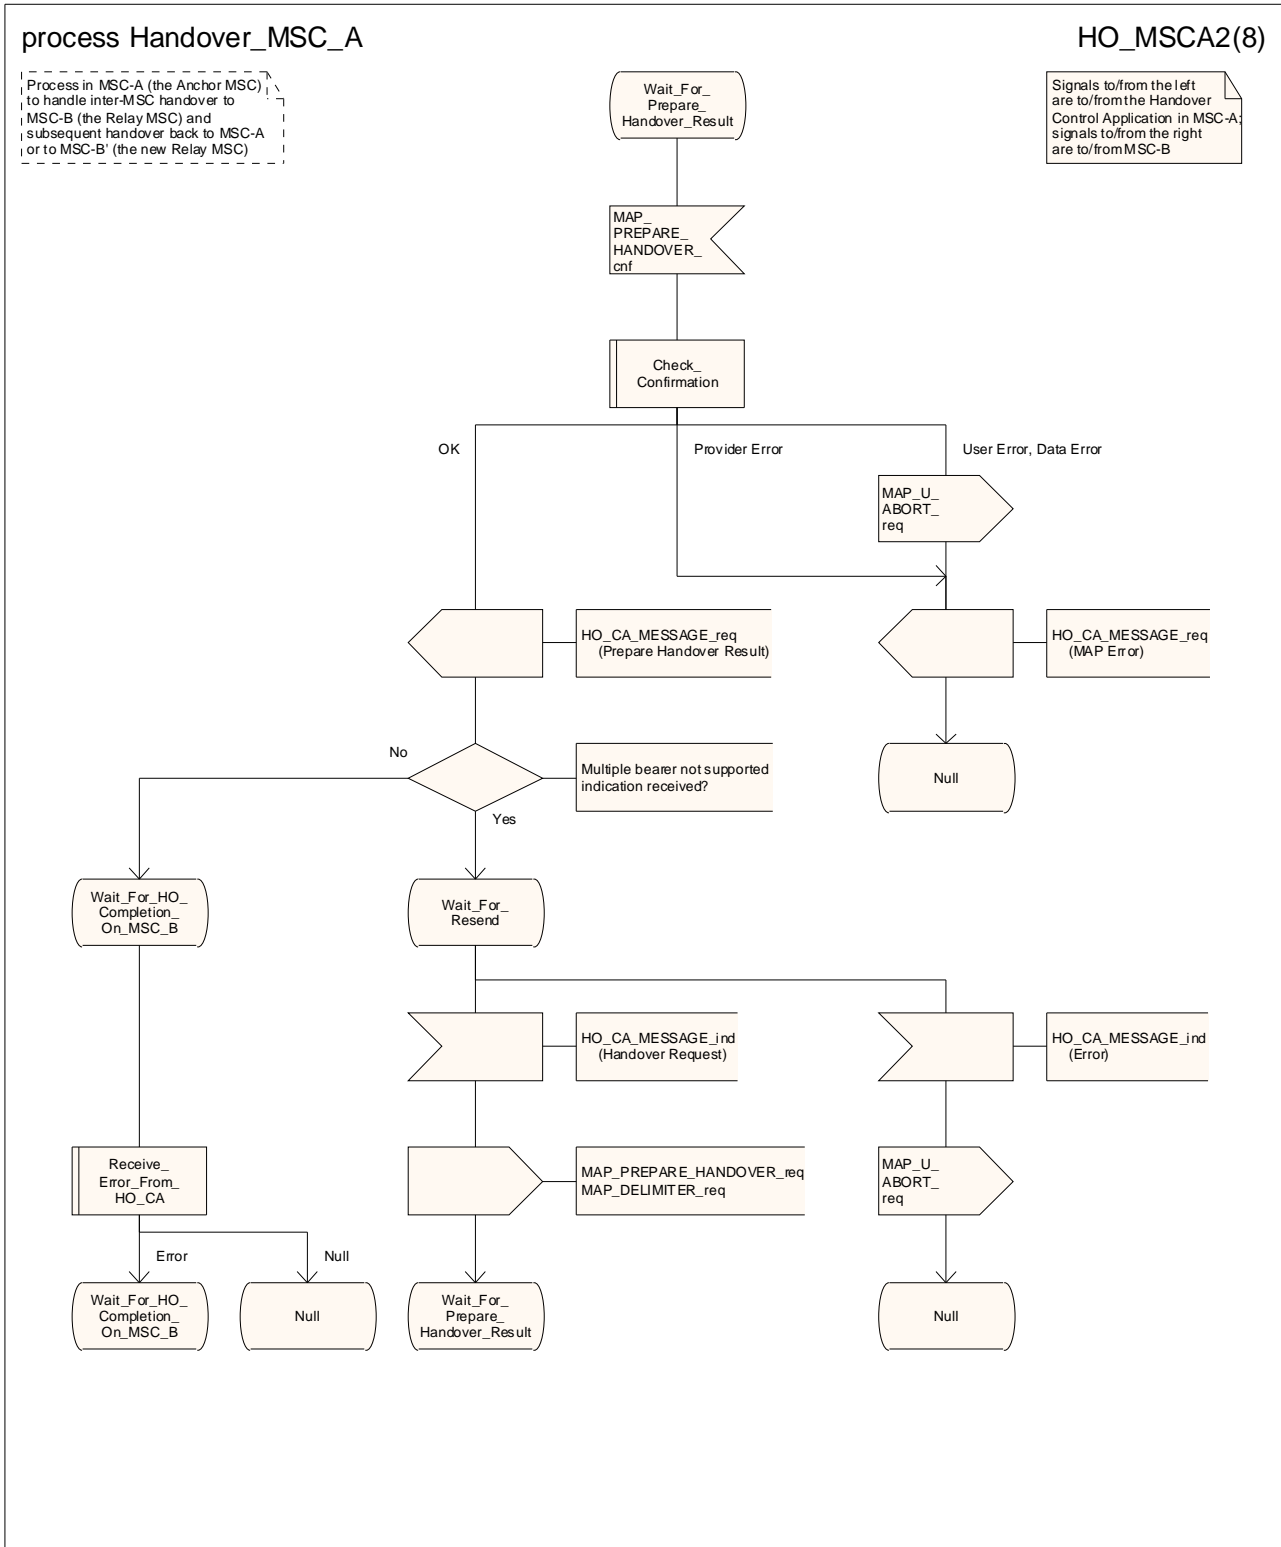 process Handover_MSC_A
HO_MSCA2(8)
Process in MSC-A (the Anchor MSC)
to handle inter-MSC handover to
MSC-B (the Relay MSC) and
subsequent handover back to MSC-A
or to MSC-B' (the new Relay MSC)
Wait_For_
Prepare_
Handover_Result
Signals to/from the left
are to/from the Handover
Control Application in MSC-A;
signals to/from the right
are to/from MSC-B
MAP_
PREPARE_
HANDOVER_
cnf
Check_
Confirmation
OK
Provider Error
User Error, Data Error
MAP_U_
ABORT_
req
HO_CA_MESSAGE_req
(Prepare Handover Result)
HO_CA_MESSAGE_req
(MAP Error)
No
Multiple bearer not supported
indication received?
Null
Yes
Wait_For_HO_
Completion_
On_MSC_B
Wait_For_
Resend
HO_CA_MESSAGE_ind
(Handover Request)
HO_CA_MESSAGE_ind
(Error)
Receive_
Error_From_
HO_CA
MAP_PREPARE_HANDOVER_req
MAP_DELIMITER_req
MAP_U_
ABORT_
req
Error
Null
Wait_For_HO_
Completion_
On_MSC_B
Null
Wait_For_
Prepare_
Handover_Result
Null